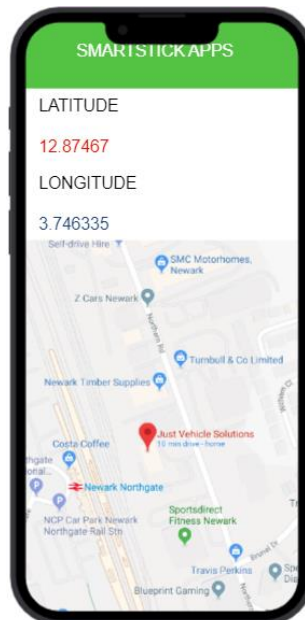 SMARTSTICK APPS
LATITUDE
12.87467
LONGITUDE
3.746335
Self-drive Hire
SMC Motorhomes,
Newark
Z Cars Newark
Northern Rd
Turnbull & Co Limited
Newark Timber Supplies
Just Vehicle Solutions
10 min drive - home
Costa Coffee
Newark Northgate
NCP Car Park Newark
Northgate Rail Stn
Sportsdirect
Fitness Newark
Brunel Dr
Travis Perkins
Blueprint Gaming